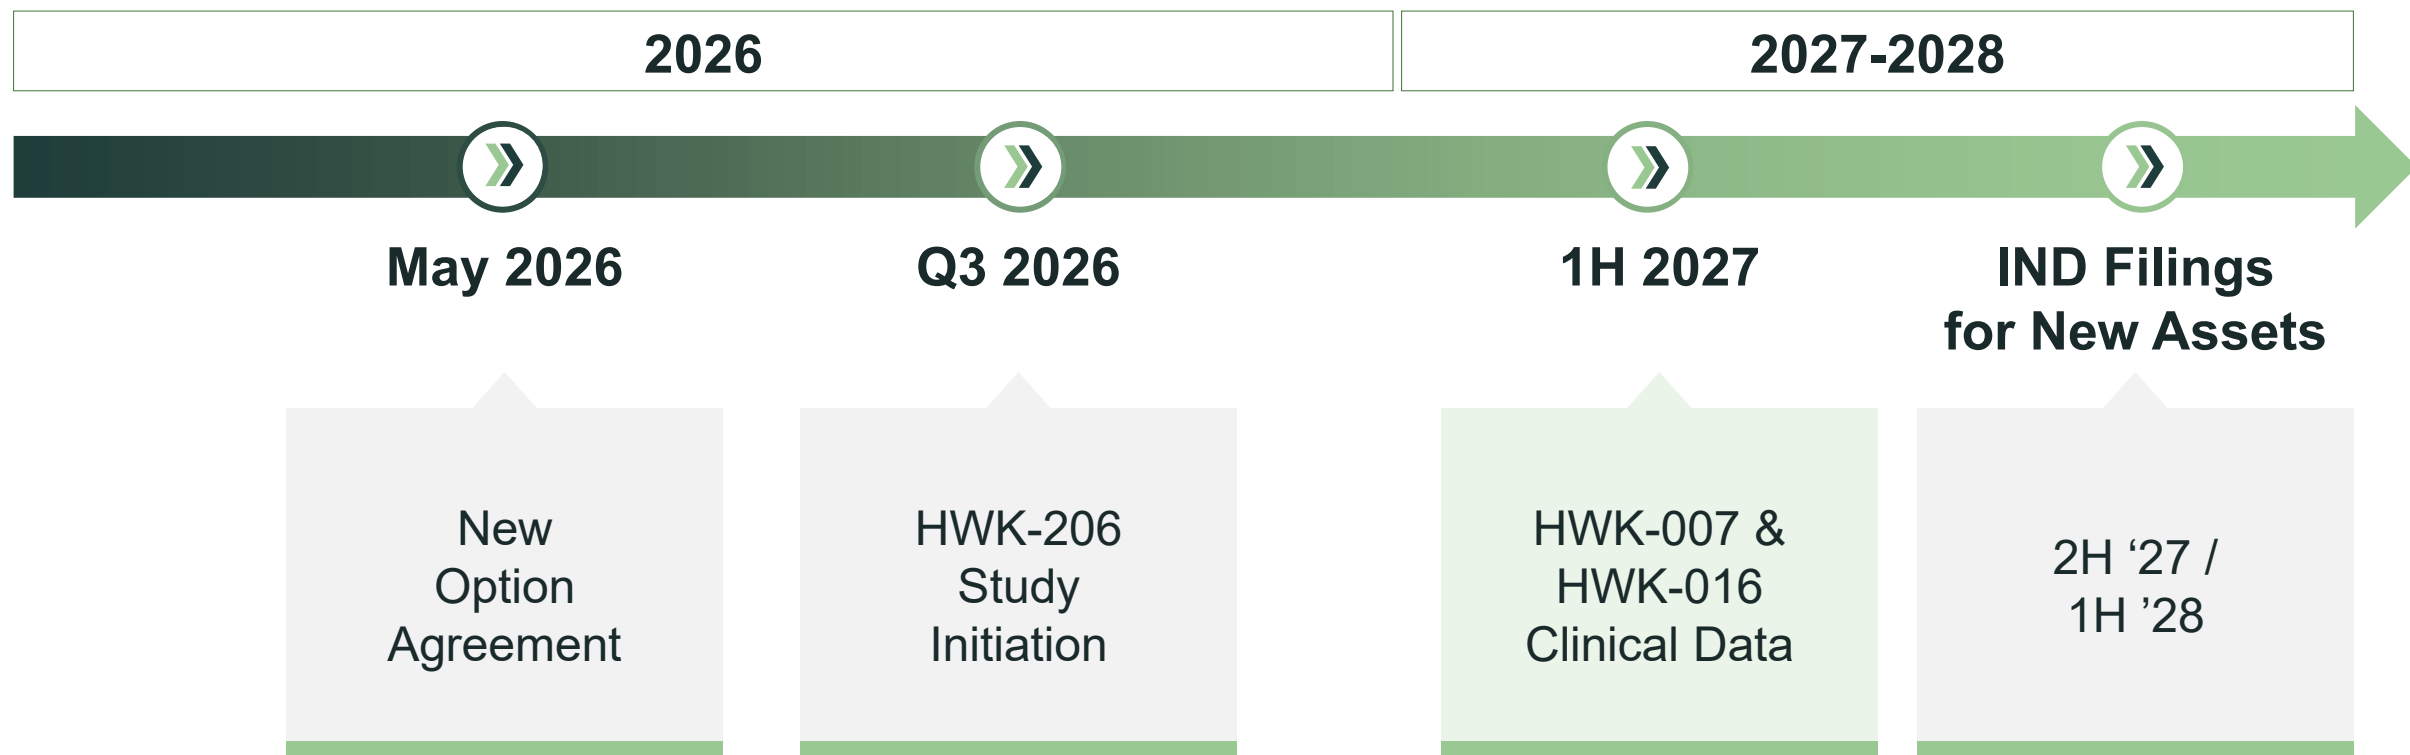 2026
2027-2028
May 2026
Q3 2026
1H 2027
IND Filings
for New Assets
New
Option
Agreement
HWK-206
Study
Initiation
HWK-007 &
HWK-016
Clinical Data
2H ‘27 /
1H ’28